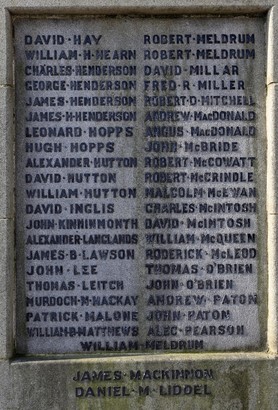 DAVID·HAY ROBERT·MELDRUM
WILLIAM·H·HEARN ROBERT·MELDRUM
CHARLES·HENDERSON DAVID·MILLAR
GEORGE·HENDERSON FRED·R·MILLER
JAMES·HENDERSON ROBERT·D·MITCHELL
JAMES·H·HENDERSON ANDREW·MACDONALD
LEONARD·HOPPS ANGUS·MACDONALD
HUGH·HOPPS JOHN·McBRIDE
ALEXANDER·HUTTON ROBERT·McCOWATT
DAVID·HUTTON ROBERT·McCRINDLE
WILLIAM·HUTTON MALCOLM·McEWAN
DAVID·INGLIS CHARLES·McINTOSH
JOHN·KINNINMONTH DAVID·McINTOSH
ALEXANDER·LANGLANDS WILLIAM·McQUEEN
JAMES·B·LAWSON RODERICK·McLEOD
JOHN·LEE THOMAS·O'BRIEN
THOMAS·LEITCH JOHN·O'BRIEN
MURDOCH·M·MACKAY ANDREW·PATON
PATRICK·MALONE JOHN·PATON
WILLIAM·B·MATTHEWS ALEC·PEARSON
WILLIAM·MELDRUM
JAMES·MACKINNON
DANIEL·M·LIDDEL